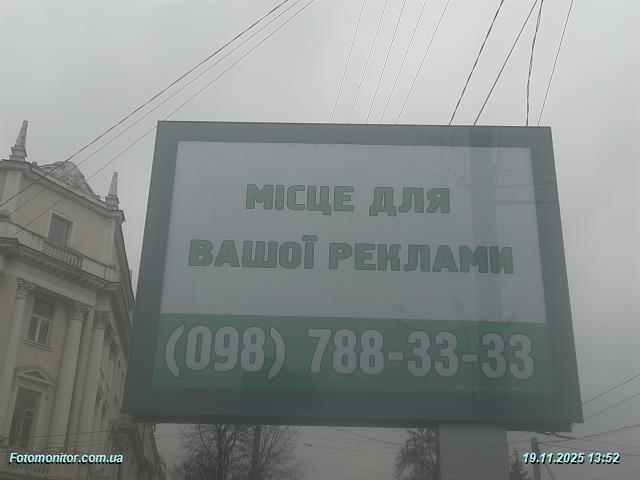 МІСЦЕ ДЛЯ
ВАШОЇ РЕКЛАМИ
(098) 788-33-33
Fotomonitor.com.ua
19.11.2025 13:52